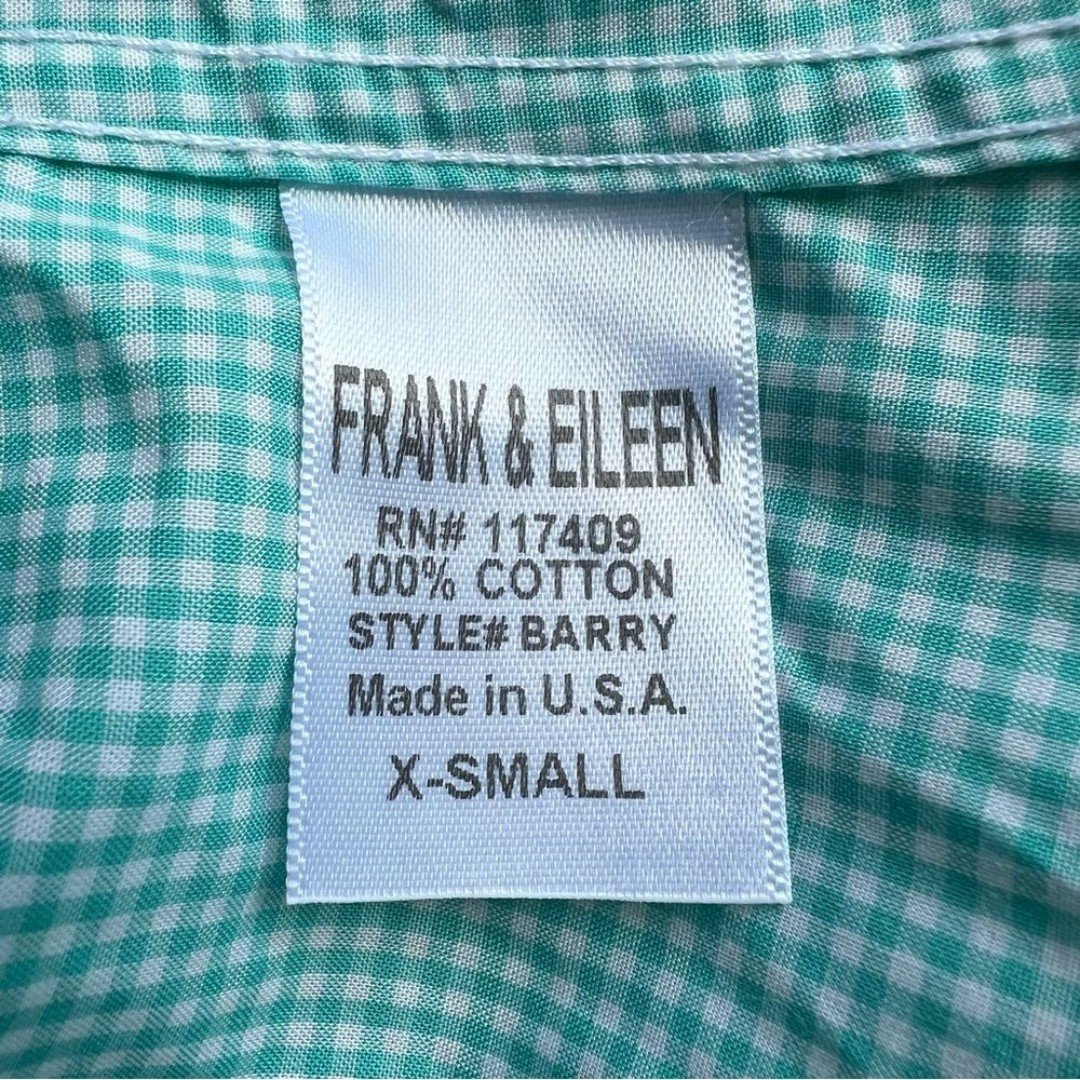 FRANK & EILEEN
RN# 117409
100% COTTON
STYLE# BARRY
Made in U.S.A.
X-SMALL